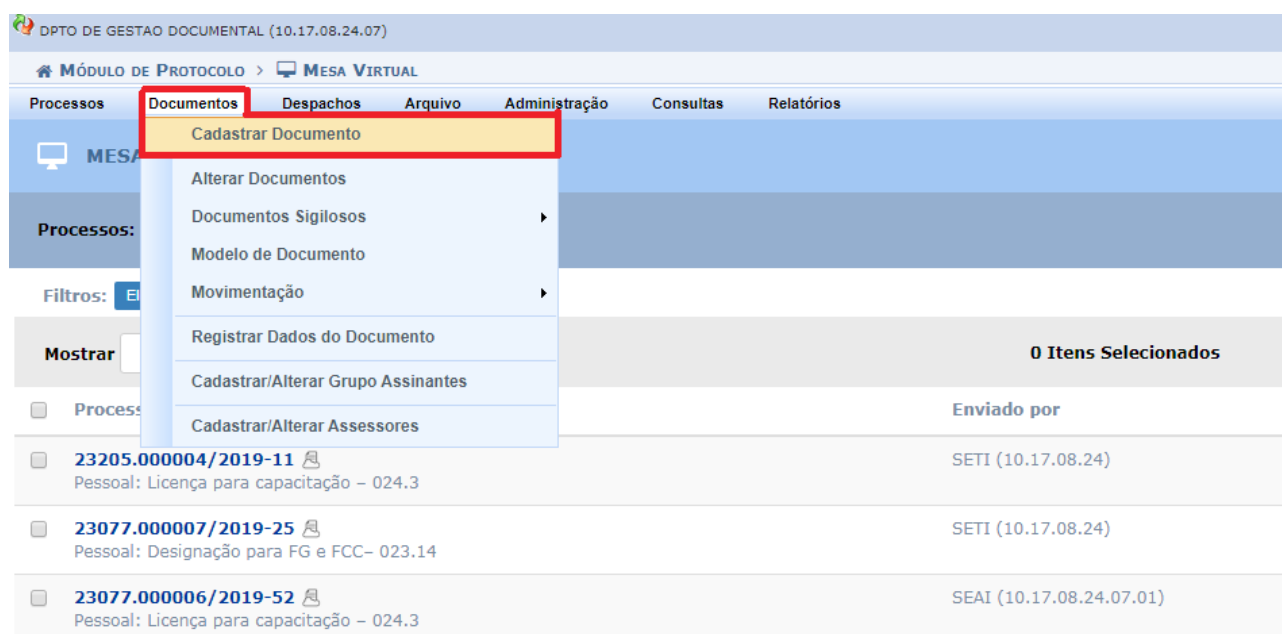 DPTO DE GESTAO DOCUMENTAL (10.17.08.24.07)
MÓDULO DE PROTOCOLO > MESA VIRTUAL
Processos Documentos Despachos Arquivo Administração Consultas Relatórios
Cadastrar Documento
MESA
Alterar Documentos
Documentos Sigilosos
Processos:
Modelo de Documento
Filtros:
Movimentação
Registrar Dados do Documento
Mostrar 0 Itens Selecionados
Cadastrar/Alterar Grupo Assinantes
Process Enviado por
Cadastrar/Alterar Assessores
23205.000004/2019-11 SETI (10.17.08.24)
Pessoal: Licença para capacitação – 024.3
23077.000007/2019-25 SETI (10.17.08.24)
Pessoal: Designação para FG e FCC– 023.14
23077.000006/2019-52 SEAI (10.17.08.24.07.01)
Pessoal: Licença para capacitação – 024.3